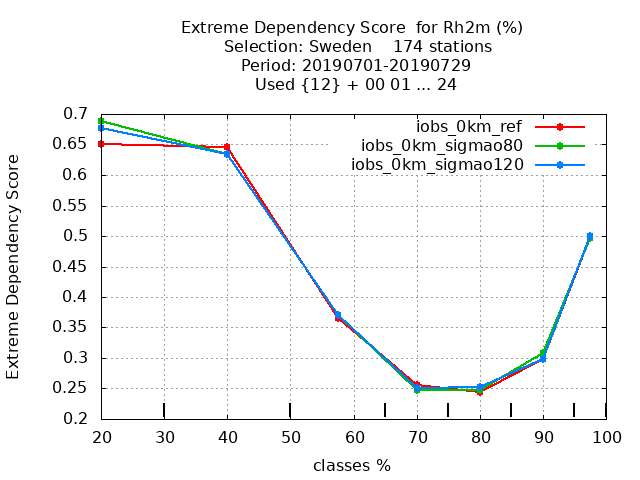 Extreme Dependency Score  for Rh2m (%)
Selection: Sweden    174 stations
Period: 20190701-20190729
Used {12} + 00 01 ... 24
iobs_0km_ref
iobs_0km_sigmao80
iobs_0km_sigmao120
Extreme Dependency Score
0.7
0.65
0.6
0.55
0.5
0.45
0.4
0.35
0.3
0.25
0.2
20 30 40 50 60 70 80 90 100
classes %